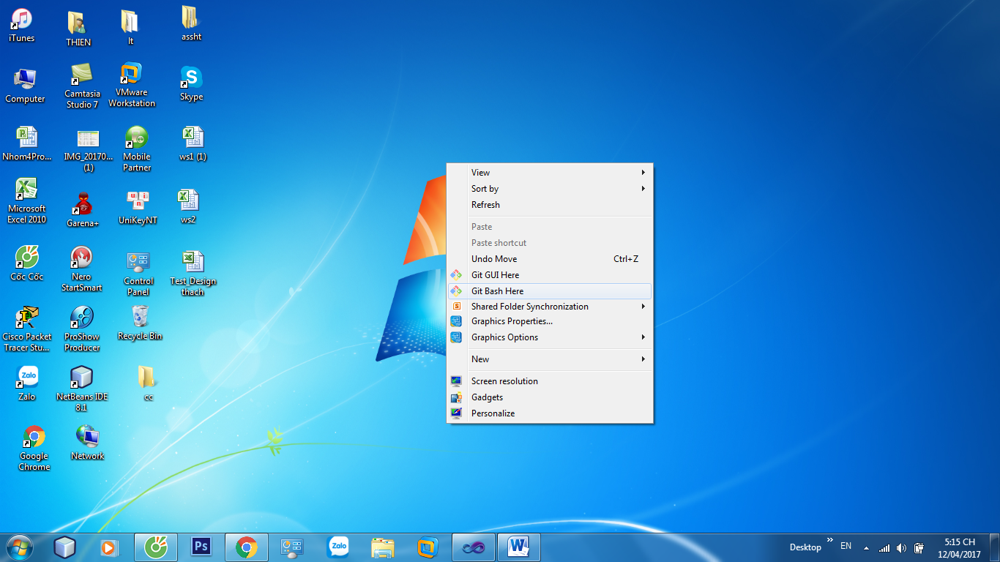 iTunes
THIEN
lt
assht
Computer
Camtasia
Studio 7
VMware
Workstation
Skype
Nhom4Pro...
IMG_20170...
(1)
Mobile
Partner
ws1 (1)
Microsoft
Excel 2010
Garena+
UniKeyNT
ws2
Cốc Cốc
Nero
StartSmart
Control
Panel
Test_Design
thach
Cisco Packet
Tracer Stu...
ProShow
Producer
Recycle Bin
Zalo
Zalo
NetBeans IDE
8.1
cc
Google
Chrome
Network
View
Sort by
Refresh
Paste
Paste shortcut
Undo Move Ctrl+Z
Git GUI Here
Git Bash Here
Shared Folder Synchronization
Graphics Properties...
Graphics Options
New
Screen resolution
Gadgets
Personalize
Ps
Zalo
W
Desktop
EN
5:15 CH
12/04/2017